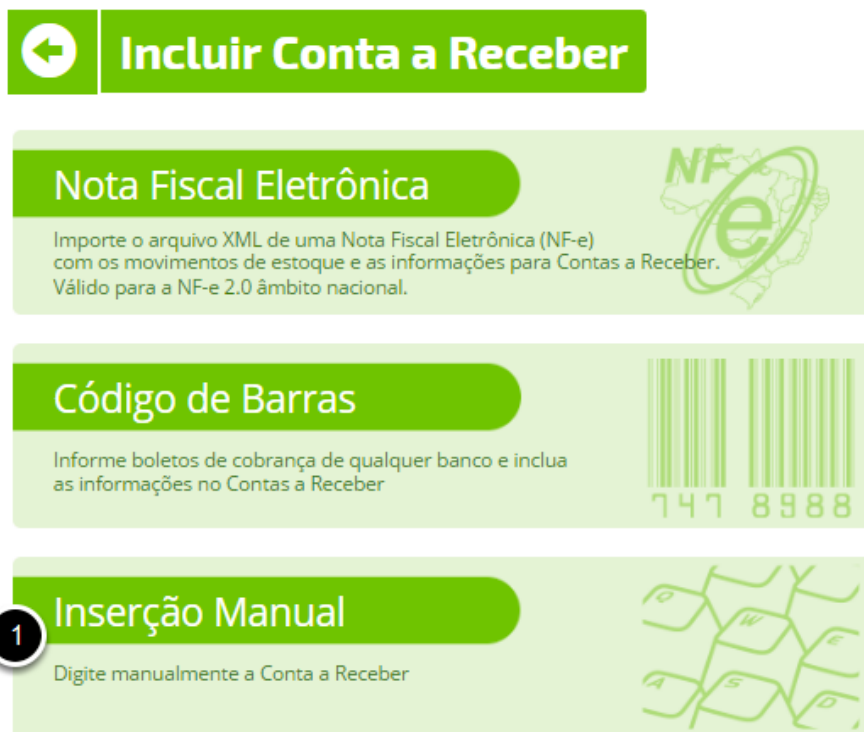 Incluir Conta a Receber
Nota Fiscal Eletrônica
NF
e
Importe o arquivo XML de uma Nota Fiscal Eletrônica (NF-e)
com os movimentos de estoque e as informações para Contas a Receber.
Válido para a NF-e 2.0 âmbito nacional.
Código de Barras
Informe boletos de cobrança de qualquer banco e inclua
as informações no Contas a Receber
747 8988
1
Inserção Manual
Digite manualmente a Conta a Receber
Q W E
A S D